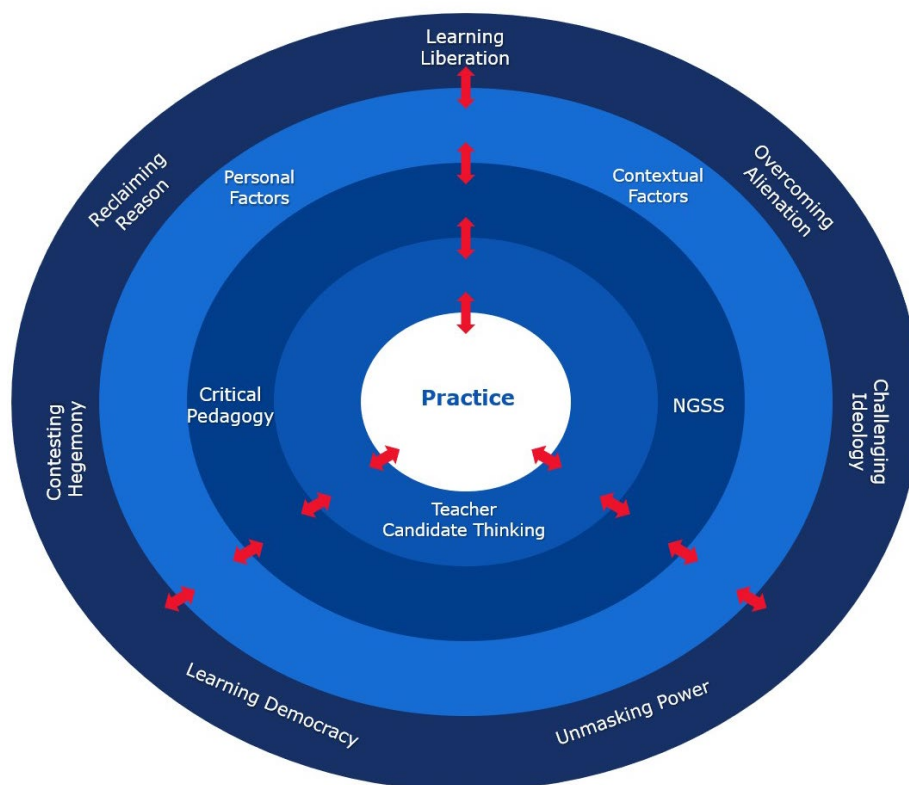 Learning
Liberation
Reclaiming
Reason
Personal
Factors
Contextual
Factors
Overcoming
Alienation
Contesting
Hegemony
Critical
Pedagogy
Practice
NGSS
Challenging
Ideology
Teacher
Candidate Thinking
Learning Democracy
Unmasking Power